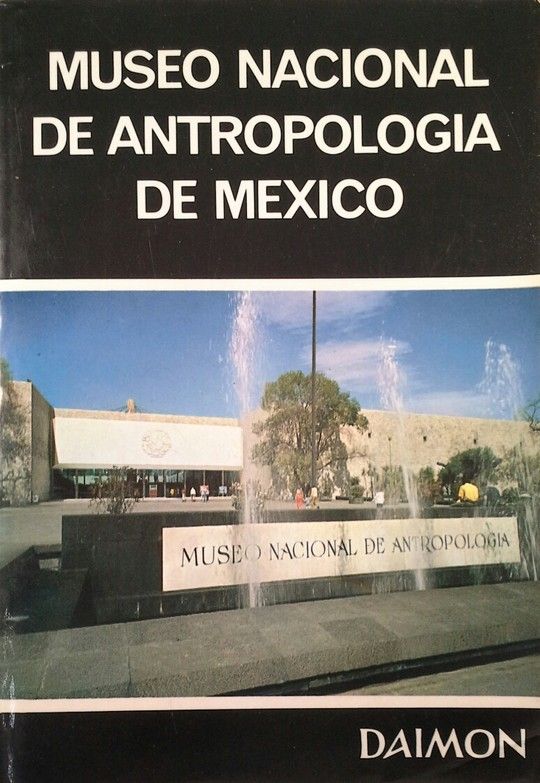 MUSEO NACIONAL
DE ANTROPOLOGIA
DE MEXICO
MUSEO NACIONAL DE ANTROPOLOGIA
DAIMON